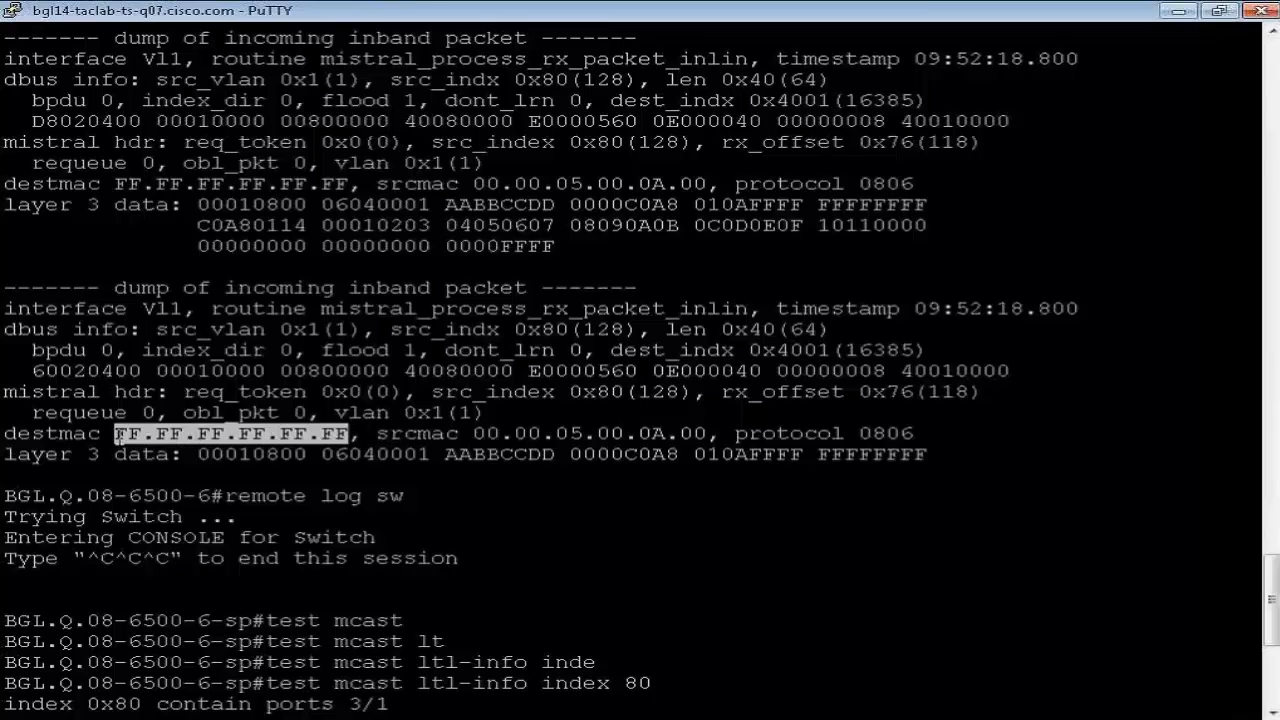 bgl14-taclab-ts-q07.cisco.com - PuTTY
------- dump of incoming inband packet -------
interface Vl1, routine mistral_process_rx_packet_inlin, timestamp 09:52:18.800
dbus info: src_vlan 0x1(1), src_indx 0x80(128), len 0x40(64)
bpdu 0, index_dir 0, flood 1, dont_lrn 0, dest_indx 0x4001(16385)
D8020400 00010000 00800000 40080000 E0000560 0E000040 00000008 40010000
mistral hdr: req_token 0x0(0), src_index 0x80(128), rx_offset 0x76(118)
requeue 0, obl_pkt 0, vlan 0x1(1)
destmac FF.FF.FF.FF.FF.FF, srcmac 00.00.05.00.0A.00, protocol 0806
layer 3 data: 00010800 06040001 AABBCCDD 0000C0A8 010AFFFF FFFFFFFF
C0A80114 00010203 04050607 08090A0B 0C0D0E0F 10110000
00000000 00000000 0000FFFF
------- dump of incoming inband packet -------
interface Vl1, routine mistral_process_rx_packet_inlin, timestamp 09:52:18.800
dbus info: src_vlan 0x1(1), src_indx 0x80(128), len 0x40(64)
bpdu 0, index_dir 0, flood 1, dont_lrn 0, dest_indx 0x4001(16385)
60020400 00010000 00800000 40080000 E0000560 0E000040 00000008 40010000
mistral hdr: req_token 0x0(0), src_index 0x80(128), rx_offset 0x76(118)
requeue 0, obl_pkt 0, vlan 0x1(1)
destmac FF.FF.FF.FF.FF.FF, srcmac 00.00.05.00.0A.00, protocol 0806
layer 3 data: 00010800 06040001 AABBCCDD 0000C0A8 010AFFFF FFFFFFFF
BGL.Q.08-6500-6#remote log sw
Trying Switch ...
Entering CONSOLE for Switch
Type "^C^C^C" to end this session
BGL.Q.08-6500-6-sp#test mcast
BGL.Q.08-6500-6-sp#test mcast lt
BGL.Q.08-6500-6-sp#test mcast ltl-info inde
BGL.Q.08-6500-6-sp#test mcast ltl-info index 80
index 0x80 contain ports 3/1